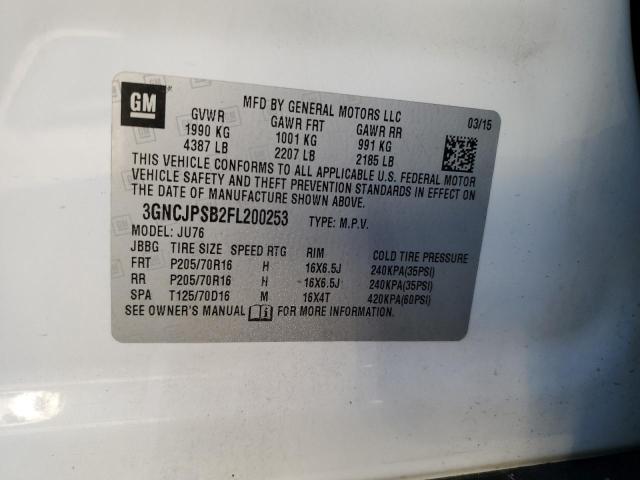 GM
MFD BY GENERAL MOTORS LLC
03/15
GVWR GAWR FRT GAWR RR
1990 KG 1001 KG 991 KG
4387 LB 2207 LB 2185 LB
THIS VEHICLE CONFORMS TO ALL APPLICABLE U.S. FEDERAL MOTOR
VEHICLE SAFETY AND THEFT PREVENTION STANDARDS IN EFFECT ON THE
DATE OF MANUFACTURE SHOWN ABOVE.
3GNCJPSB2FL200253 TYPE: M.P.V.
MODEL: JU76
JBBG TIRE SIZE SPEED RTG RIM COLD TIRE PRESSURE
FRT P205/70R16 H 16X6.5J 240KPA(35PSI)
RR P205/70R16 H 16X6.5J 240KPA(35PSI)
SPA T125/70D16 M 16X4T 420KPA(60PSI)
SEE OWNER'S MANUAL FOR MORE INFORMATION.